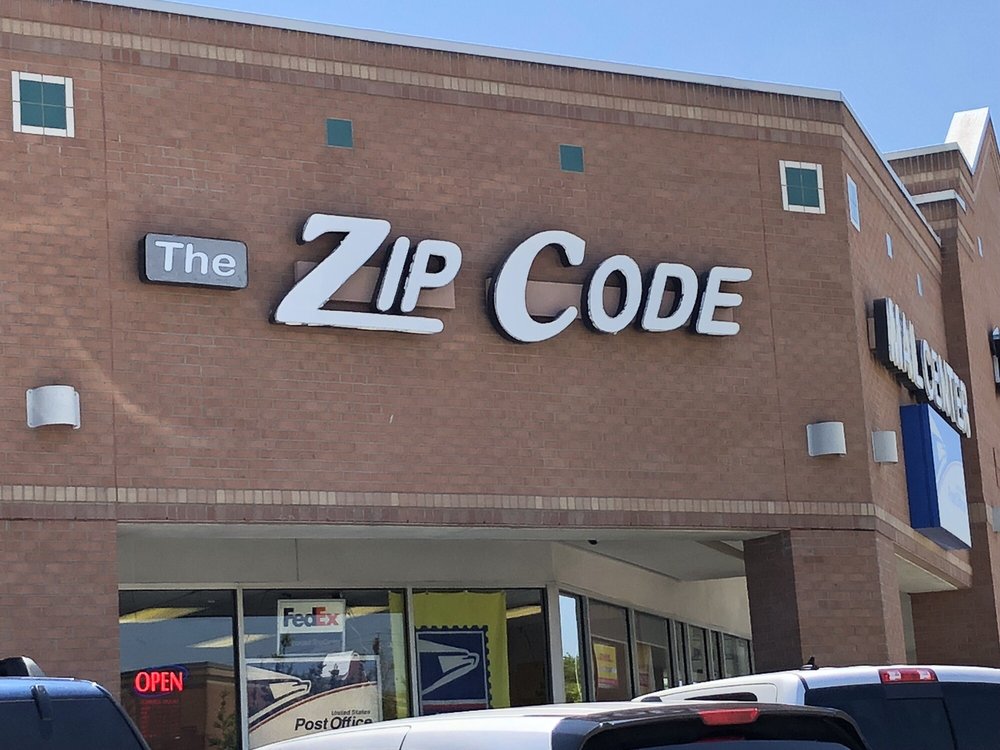 The ZIP CODE
MAIL CENTER
FedEx
OPEN
United States
Post Office